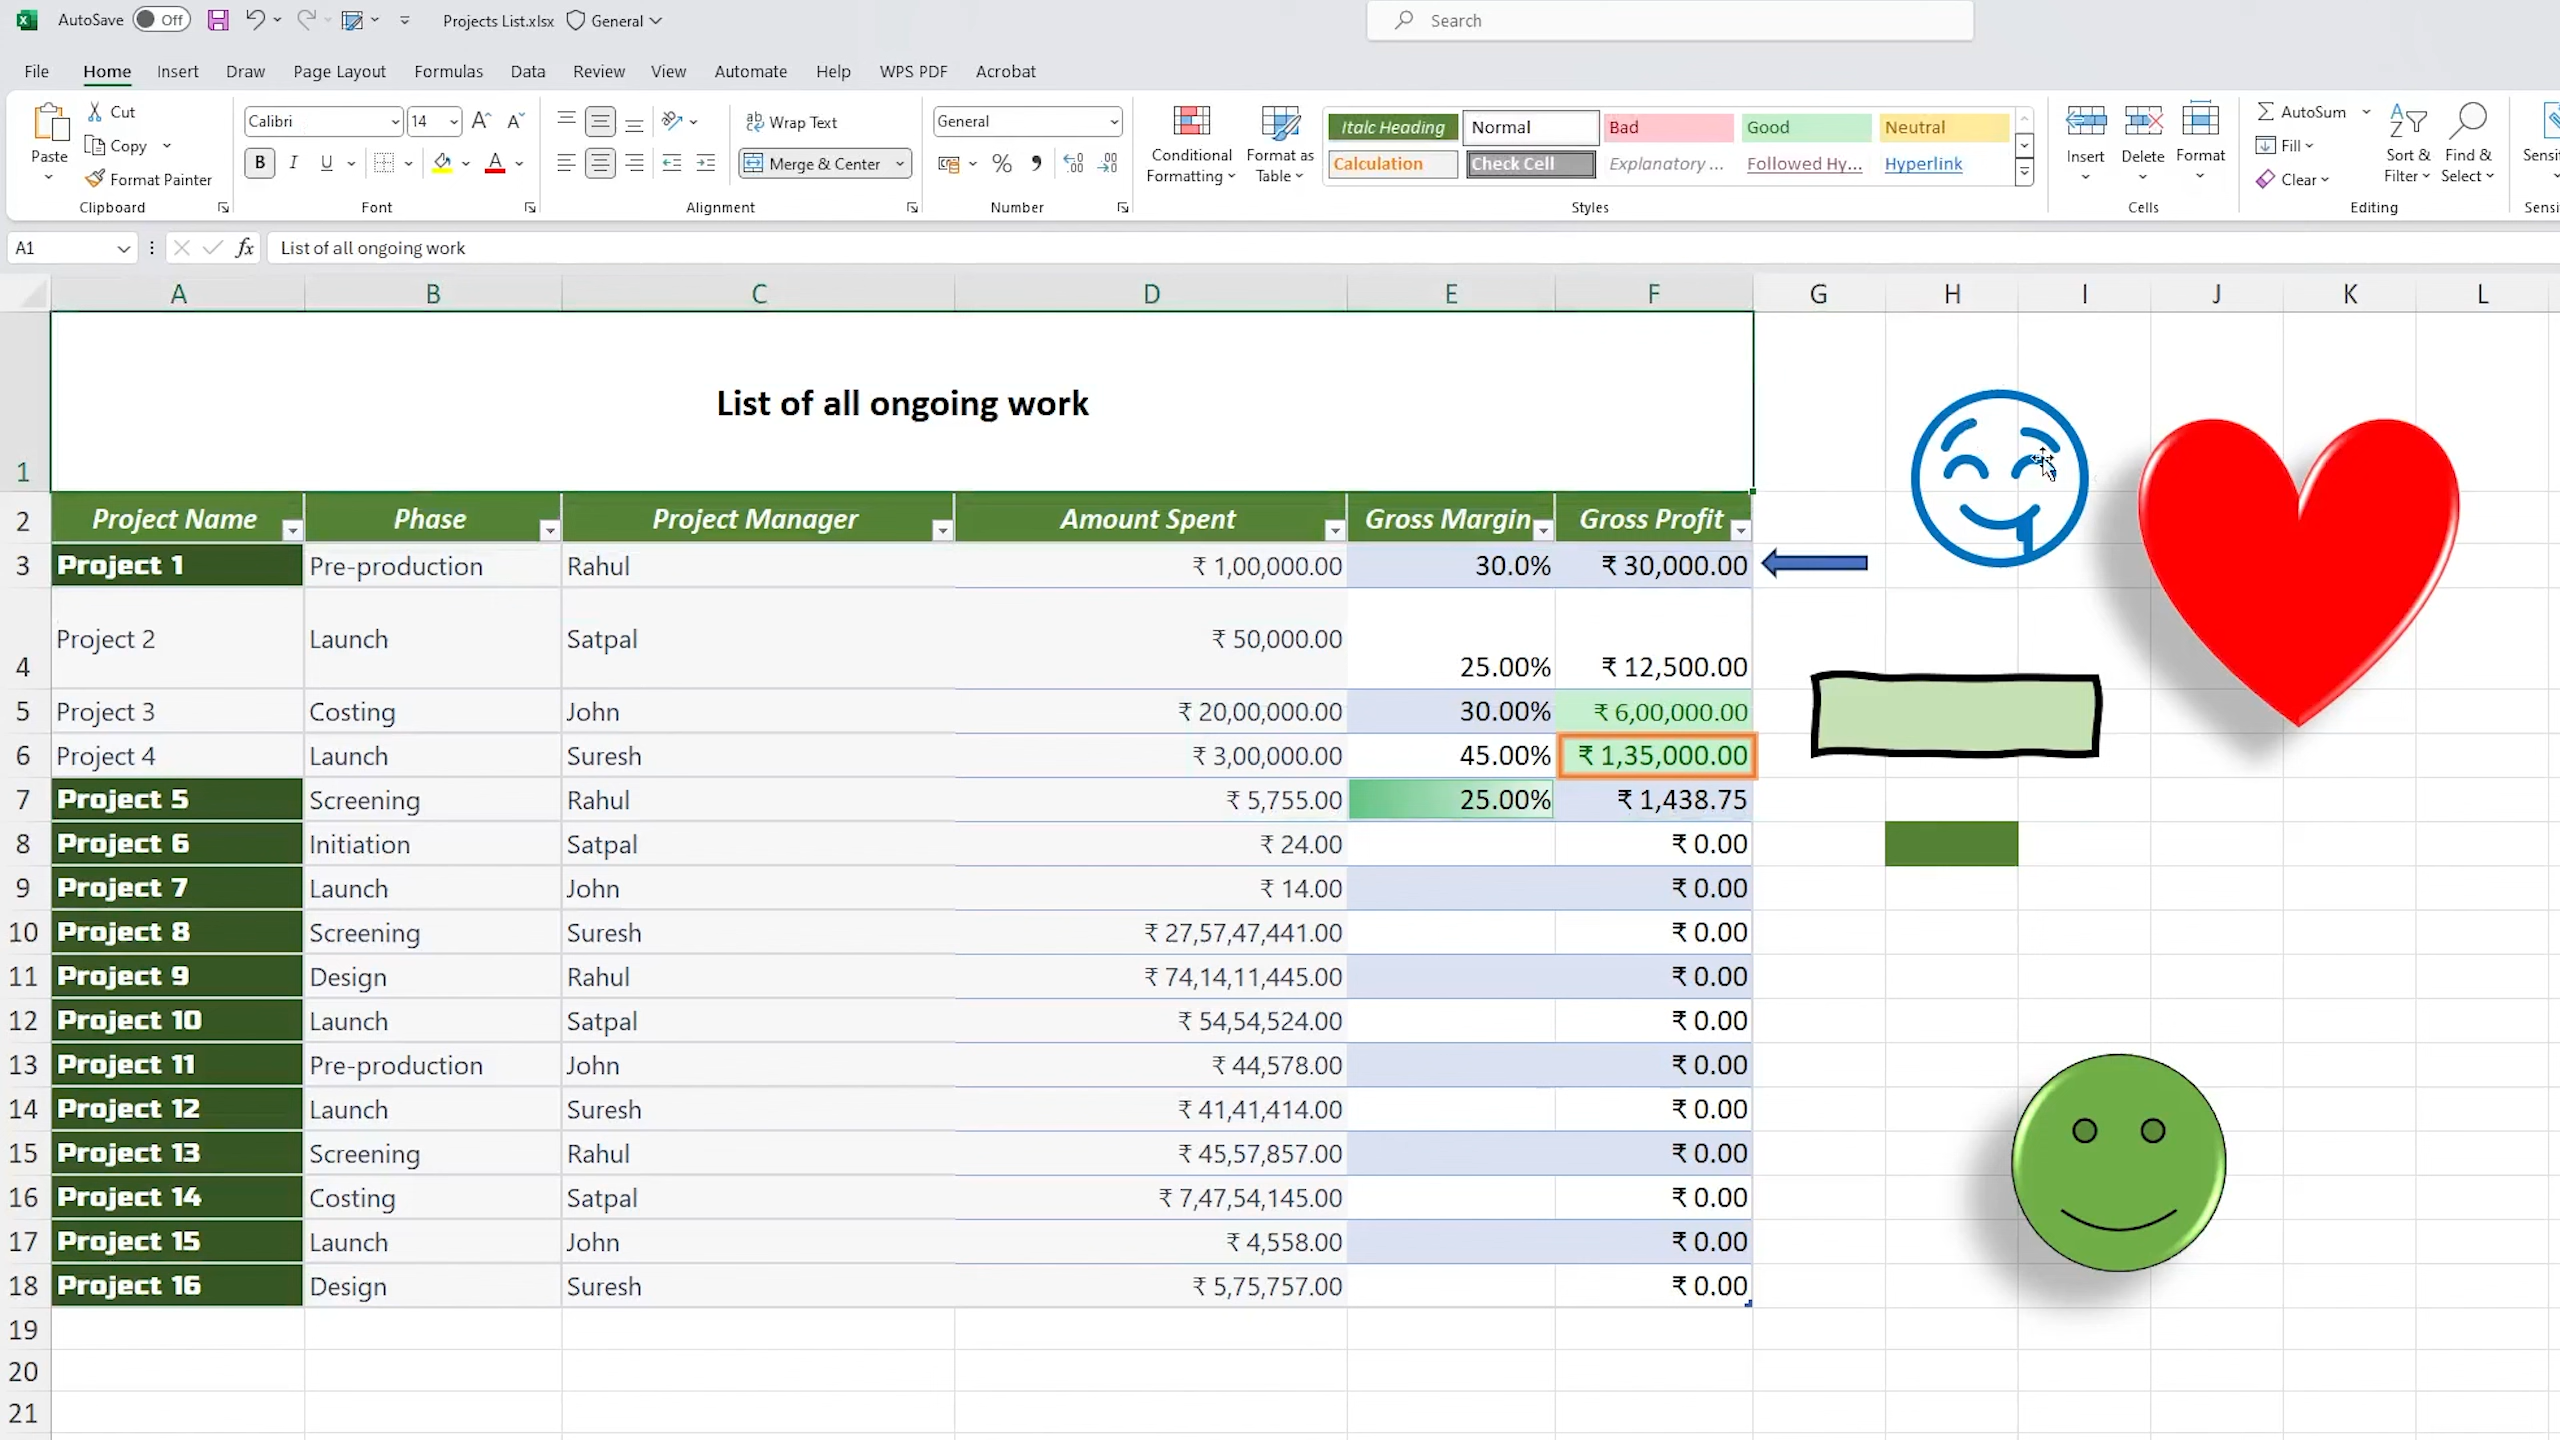 AutoSave Off Projects List.xlsx General Search
File Home Insert Draw Page Layout Formulas Data Review View Automate Help WPS PDF Acrobat
Paste Cut Copy Format Painter Clipboard
Calibri 14 B I U A Font
ab Wrap Text Merge & Center Alignment
General % Number
Conditional Formatting Format as Table
Italc Heading Normal Bad Good Neutral
Calculation Check Cell Explanatory ... Followed Hy... Hyperlink
Styles
Insert Delete Format Cells
AutoSum Fill Clear Sort & Filter Find & Select Editing
Sensi
Sensi
A1 fx List of all ongoing work
A B C D E F G H I J K L
1 List of all ongoing work
2 Project Name Phase Project Manager Amount Spent Gross Margin Gross Profit
3 Project 1 Pre-production Rahul ₹ 1,00,000.00 30.0% ₹ 30,000.00
4 Project 2 Launch Satpal ₹ 50,000.00 25.00% ₹ 12,500.00
5 Project 3 Costing John ₹ 20,00,000.00 30.00% ₹ 6,00,000.00
6 Project 4 Launch Suresh ₹ 3,00,000.00 45.00% ₹ 1,35,000.00
7 Project 5 Screening Rahul ₹ 5,755.00 25.00% ₹ 1,438.75
8 Project 6 Initiation Satpal ₹ 24.00 ₹ 0.00
9 Project 7 Launch John ₹ 14.00 ₹ 0.00
10 Project 8 Screening Suresh ₹ 27,57,47,441.00 ₹ 0.00
11 Project 9 Design Rahul ₹ 74,14,11,445.00 ₹ 0.00
12 Project 10 Launch Satpal ₹ 54,54,524.00 ₹ 0.00
13 Project 11 Pre-production John ₹ 44,578.00 ₹ 0.00
14 Project 12 Launch Suresh ₹ 41,41,414.00 ₹ 0.00
15 Project 13 Screening Rahul ₹ 45,57,857.00 ₹ 0.00
16 Project 14 Costing Satpal ₹ 7,47,54,145.00 ₹ 0.00
17 Project 15 Launch John ₹ 4,558.00 ₹ 0.00
18 Project 16 Design Suresh ₹ 5,75,757.00 ₹ 0.00
19
20
21